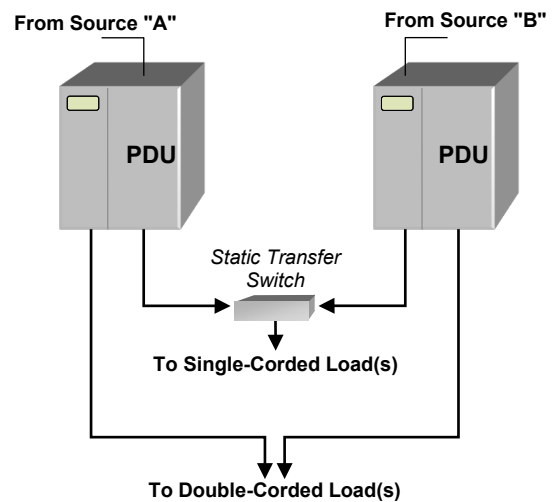 From Source "A"
From Source "B"
PDU
PDU
Static Transfer
Switch
To Single-Corded Load(s)
To Double-Corded Load(s)